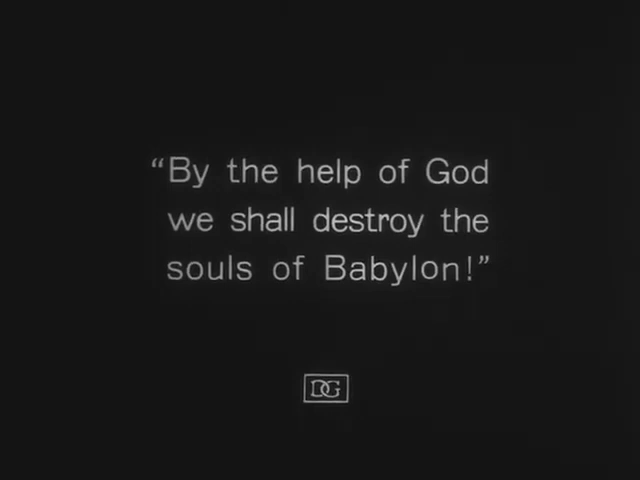 “By the help of God
we shall destroy the
souls of Babylon!”
DG